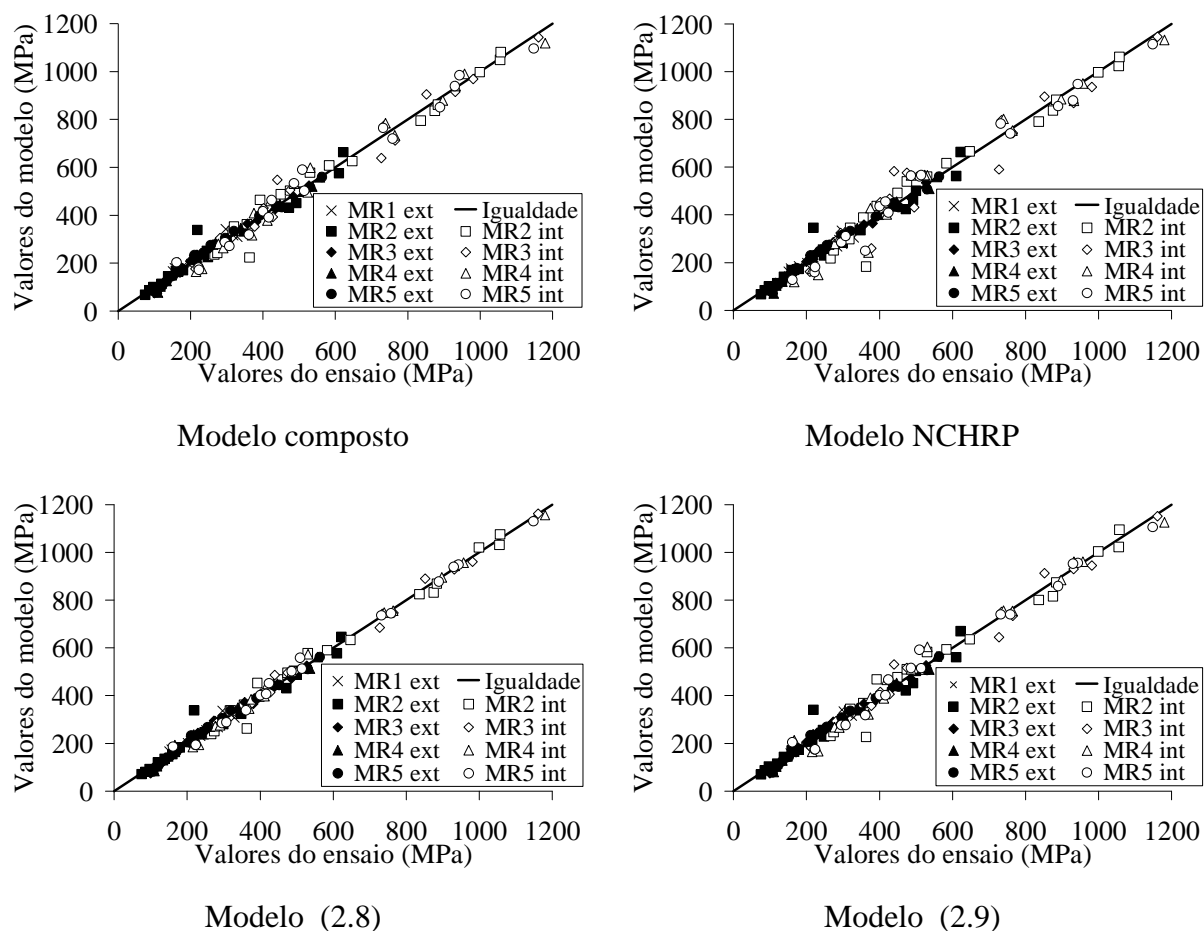 Valores do modelo (MPa)
1200
1000
800
600
400
200
0
MR1 ext
Igualdade
MR2 ext
MR2 int
MR3 ext
MR3 int
MR4 ext
MR4 int
MR5 ext
MR5 int
0 200 400 600 800 1000 1200
Valores do ensaio (MPa)
Modelo composto
Valores do modelo (MPa)
1200
1000
800
600
400
200
0
MR1 ext
Igualdade
MR2 ext
MR2 int
MR3 ext
MR3 int
MR4 ext
MR4 int
MR5 ext
MR5 int
0 200 400 600 800 1000 1200
Valores do ensaio (MPa)
Modelo NCHRP
Valores do modelo (MPa)
1200
1000
800
600
400
200
0
MR1 ext
Igualdade
MR2 ext
MR2 int
MR3 ext
MR3 int
MR4 ext
MR4 int
MR5 ext
MR5 int
0 200 400 600 800 1000 1200
Valores do ensaio (MPa)
Modelo (2.8)
Valores do modelo (MPa)
1200
1000
800
600
400
200
0
MR1 ext
Igualdade
MR2 ext
MR2 int
MR3 ext
MR3 int
MR4 ext
MR4 int
MR5 ext
MR5 int
0 200 400 600 800 1000 1200
Valores do ensaio (MPa)
Modelo (2.9)